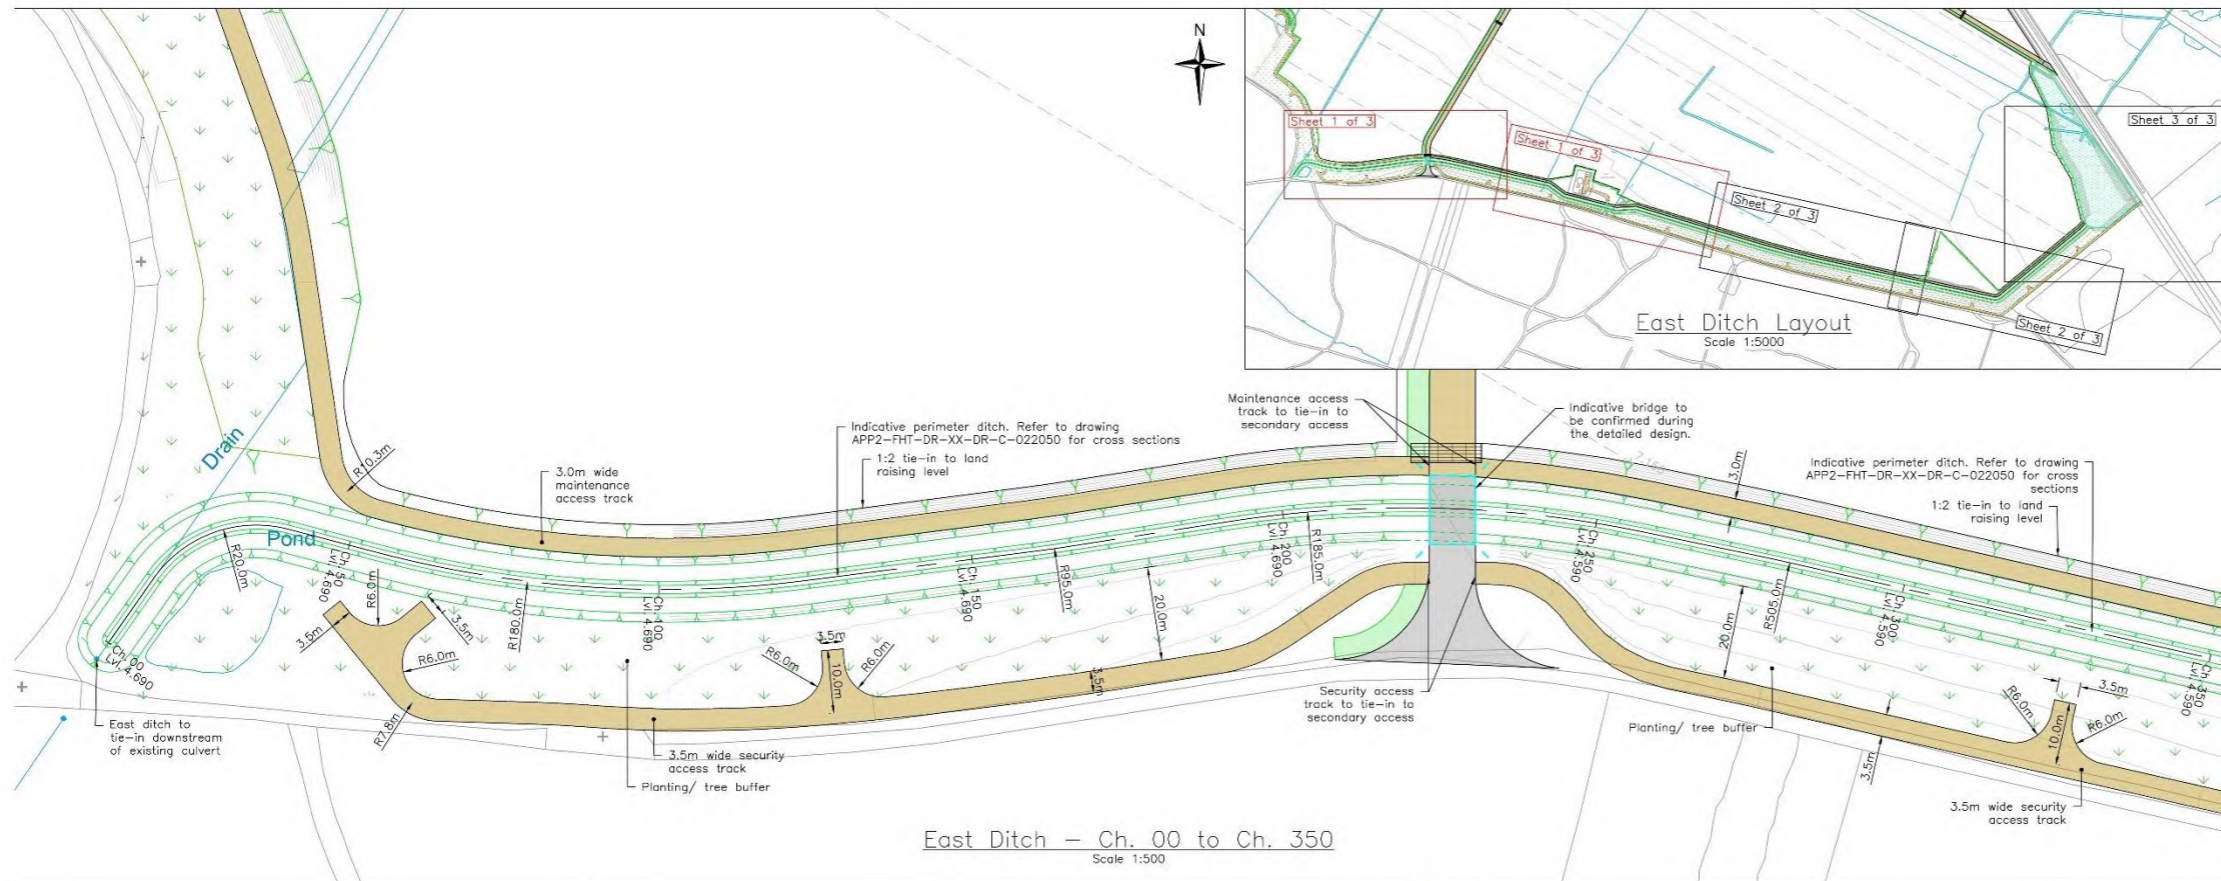 N
Sheet 1 of 3
Sheet 1 of 3
Sheet 2 of 3
Sheet 3 of 3
Sheet 2 of 3
East Ditch Layout
Scale 1:5000
Drain
Pond
R10.3m
3.0m wide
maintenance
access track
Indicative perimeter ditch. Refer to drawing
APP2-FHT-DR-XX-DR-C-022050 for cross sections
1:2 tie-in to land
raising level
Maintenance access
track to tie-in to
secondary access
Indicative bridge to
be confirmed during
the detailed design.
3.0m
Indicative perimeter ditch. Refer to drawing
APP2-FHT-DR-XX-DR-C-022050 for cross
sections
1:2 tie-in to land
raising level
R20.0m
Ch. 00
Lvl. 4.690
Ch. 50
Lvl. 4.690
R6.0m
3.5m
3.5m
R6.0m
R7.8m
R180.0m
Ch. 100
Lvl. 4.690
R6.0m
3.5m
10.0m
R6.0m
Ch. 150
Lvl. 4.690
R95.0m
20.0m
3.5m
Ch. 200
Lvl. 4.690
R185.0m
Ch. 250
Lvl. 4.590
20.0m
R505.0m
Ch. 300
Lvl. 4.590
R6.0m
3.5m
10.0m
R6.0m
3.5m
Ch. 350
Lvl. 4.590
East ditch to
tie-in downstream
of existing culvert
3.5m wide security
access track
Planting/ tree buffer
Security access
track to tie-in to
secondary access
Planting/ tree buffer
3.5m wide security
access track
East Ditch – Ch. 00 to Ch. 350
Scale 1:500